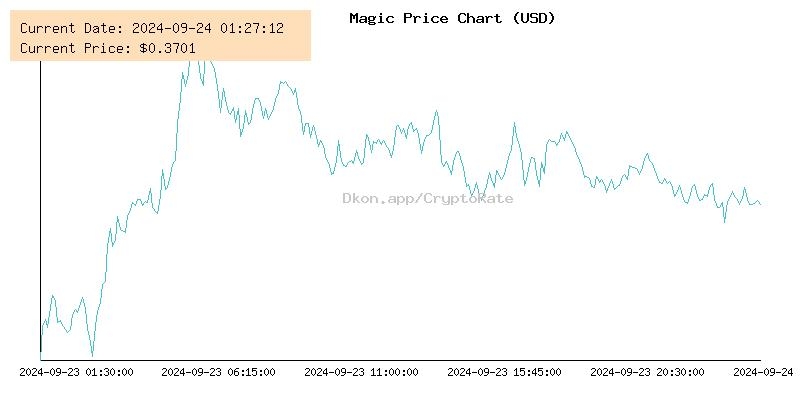 Magic Price Chart (USD)
Current Date: 2024-09-24 01:27:12
Current Price: $0.3701
Dkon.app/CryptoRate
2024-09-23 01:30:00 2024-09-23 06:15:00 2024-09-23 11:00:00 2024-09-23 15:45:00 2024-09-23 20:30:00 2024-09-24